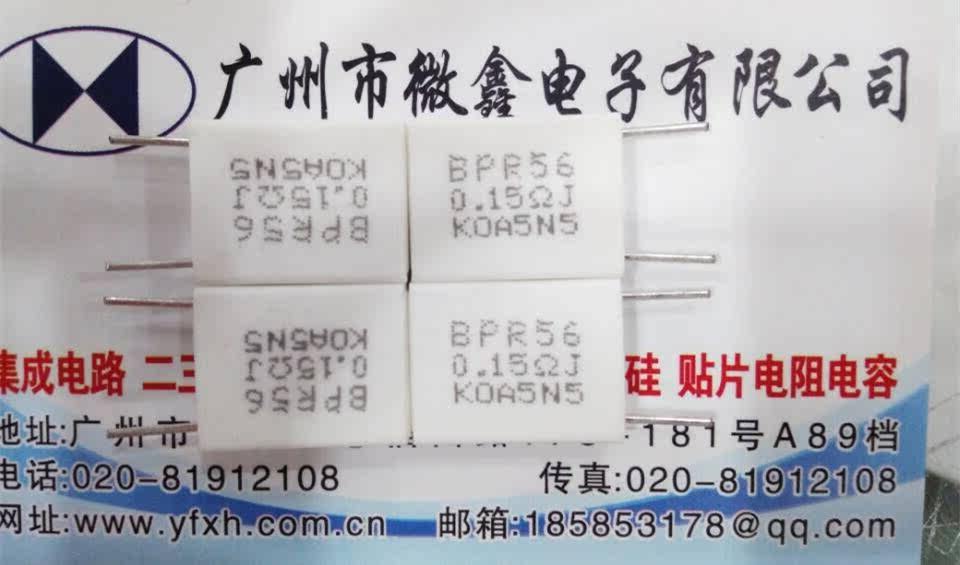 广州市微鑫电子有限公司
BPR56
0.15ΩJ
KOA5N5
BPR56
0.15ΩJ
KOA5N5
BPR56
0.15ΩJ
KOA5N5
BPR56
0.15ΩJ
KOA5N5
集成电路 二三 硅 贴片电阻电容
地址:广州市 181号A89档
电话:020-81912108 传真:020-81912108
网址:www.yfxh.com.cn 邮箱:185853178@qq.com